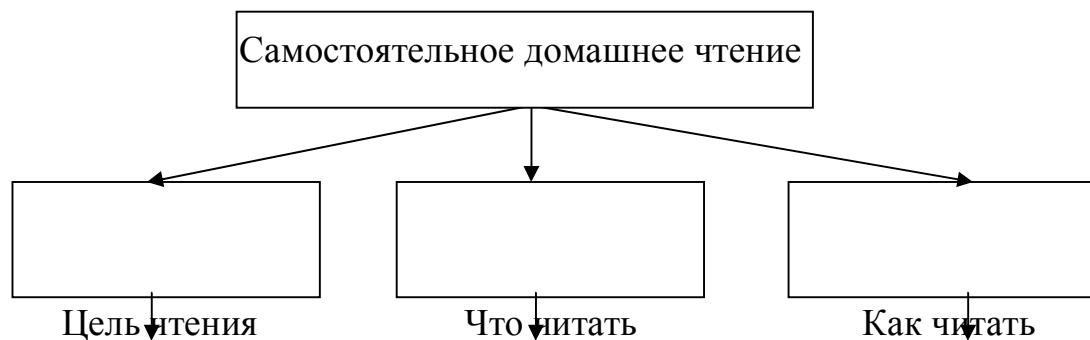 Самостоятельное домашнее чтение
Цель чтения
Что читать
Как читать